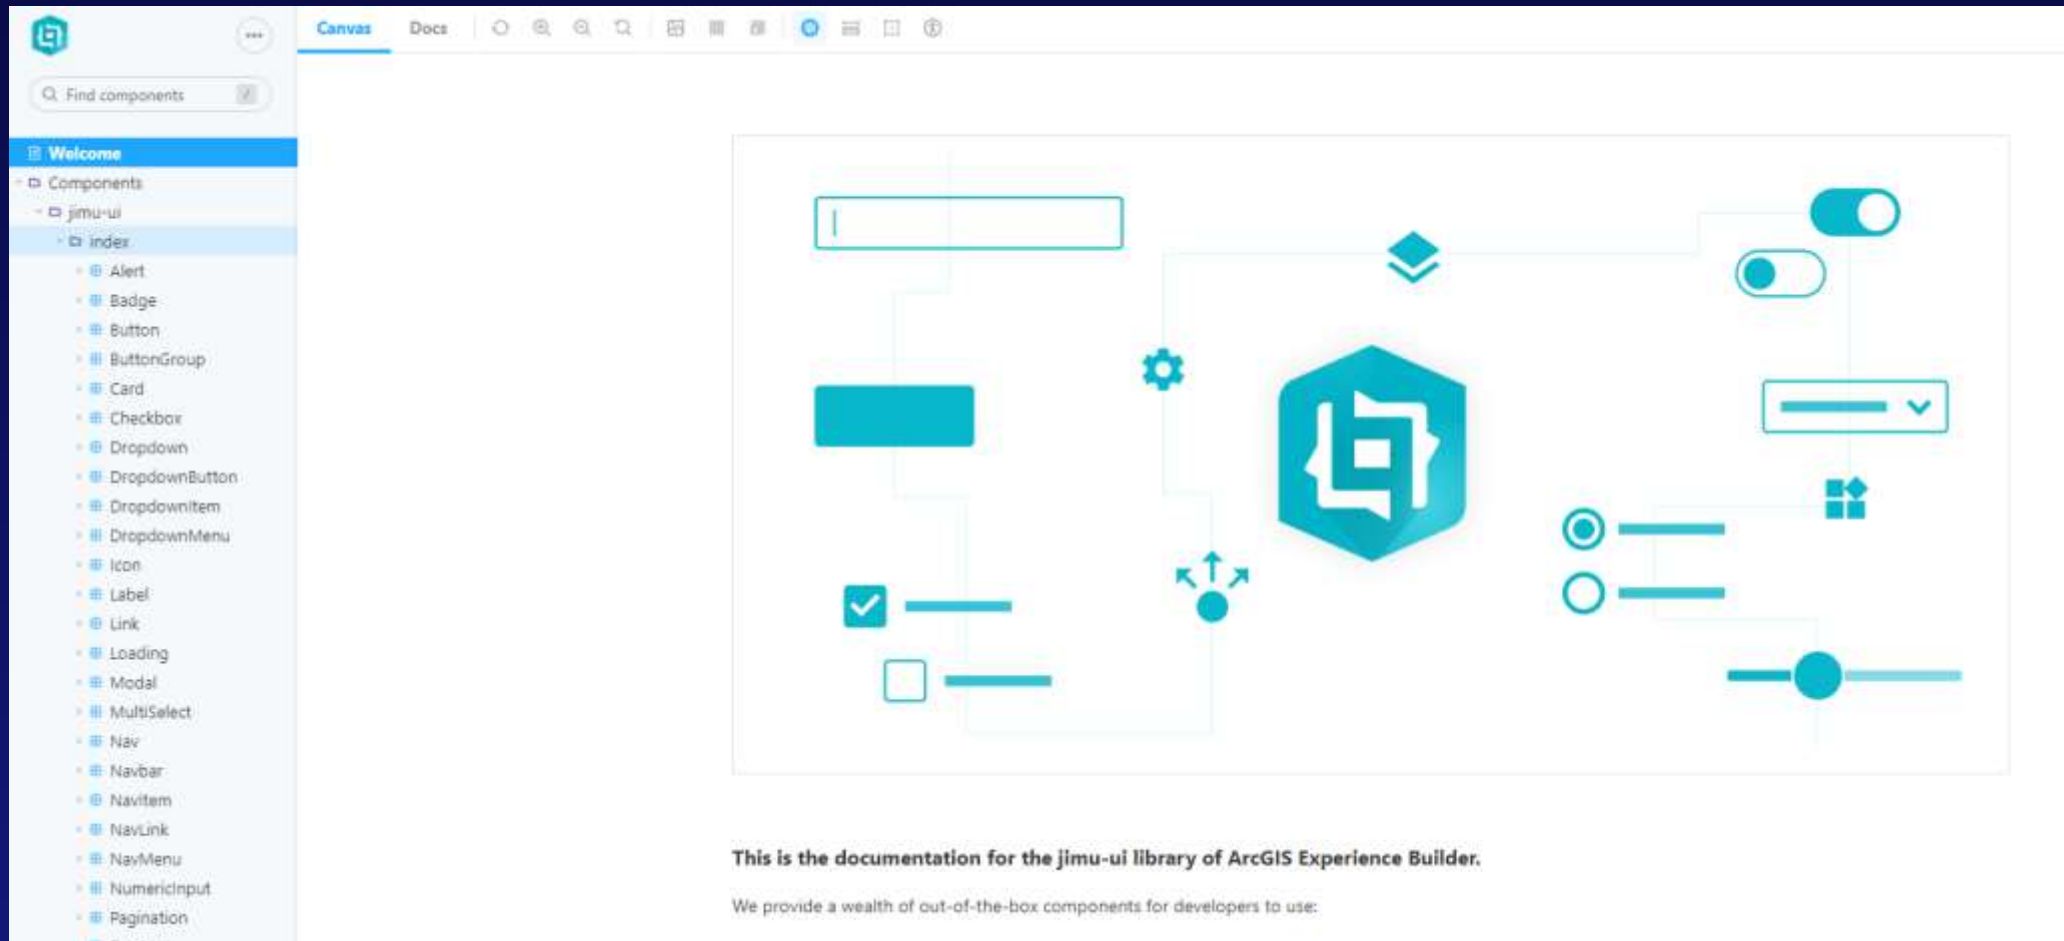 Canvas
Docs
Find components
/
Welcome
Components
jimu-ui
index
Alert
Badge
Button
ButtonGroup
Card
Checkbox
Dropdown
DropdownButton
DropdownItem
DropdownMenu
Icon
Label
Link
Loading
Modal
MultiSelect
Nav
Navbar
NavItem
NavLink
NavMenu
NumericInput
Pagination
This is the documentation for the jimu-ui library of ArcGIS Experience Builder.
We provide a wealth of out-of-the-box components for developers to use: